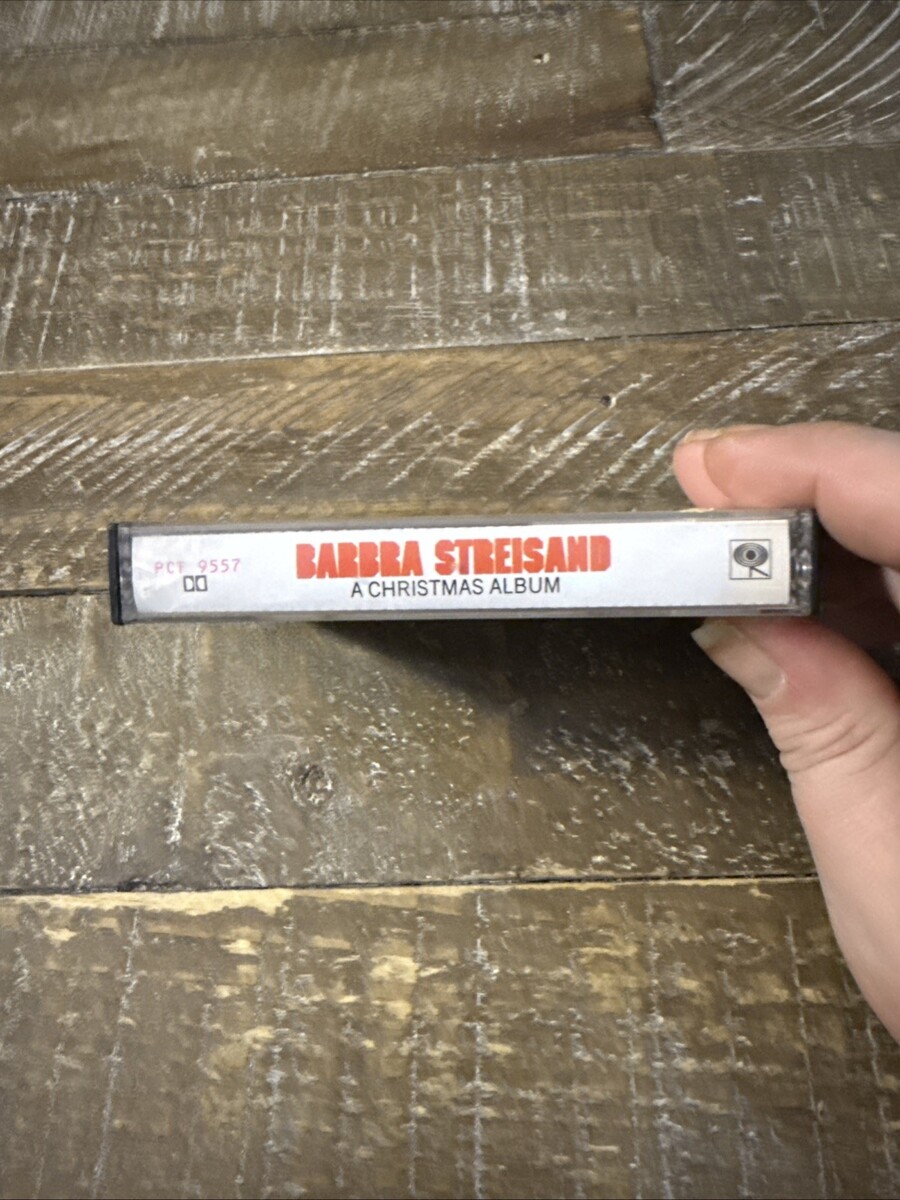 PCT 9557
BARBRA STREISAND
A CHRISTMAS ALBUM